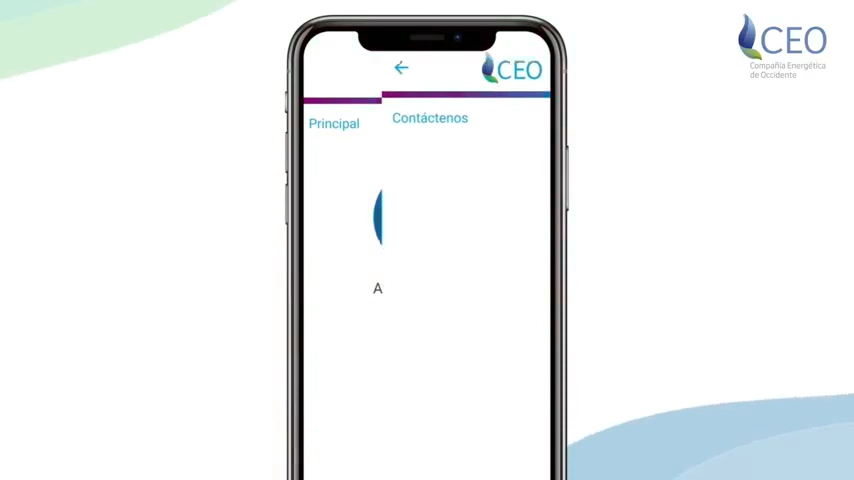 CEO
Compañía Energética
de Occidente
CEO
Principal
Contáctenos
A